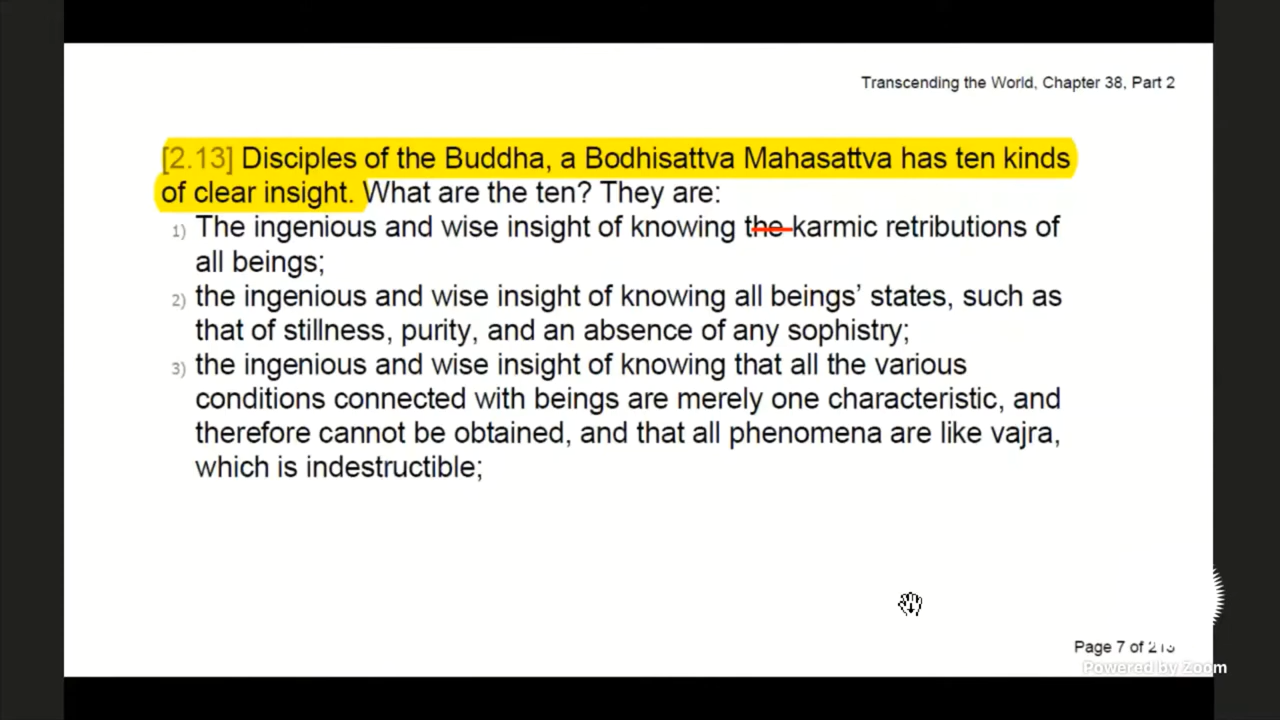 Transcending the World, Chapter 38, Part 2
[2.13] Disciples of the Buddha, a Bodhisattva Mahasattva has ten kinds
of clear insight. What are the ten? They are:
1) The ingenious and wise insight of knowing the karmic retributions of
all beings;
2) the ingenious and wise insight of knowing all beings’ states, such as
that of stillness, purity, and an absence of any sophistry;
3) the ingenious and wise insight of knowing that all the various
conditions connected with beings are merely one characteristic, and
therefore cannot be obtained, and that all phenomena are like vajra,
which is indestructible;
Page 7 of
Powered by Zoom